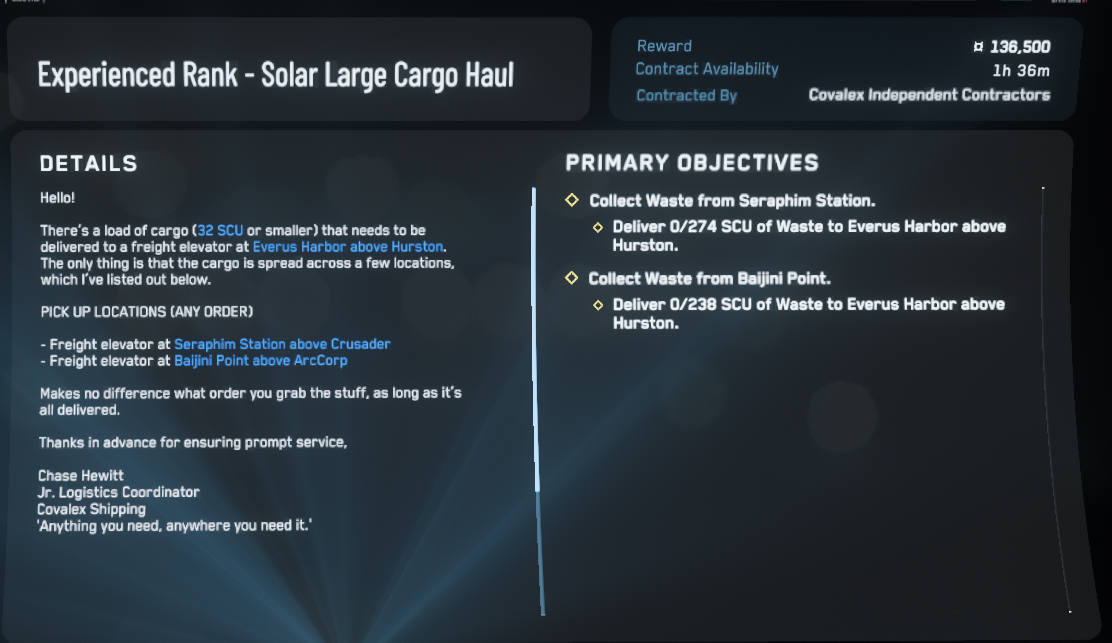 Experienced Rank - Solar Large Cargo Haul
Reward ¤ 136,500
Contract Availability 1h 36m
Contracted By Covalex Independent Contractors
DETAILS
Hello!
There's a load of cargo (32 SCU or smaller) that needs to be
delivered to a freight elevator at Everus Harbor above Hurston.
The only thing is that the cargo is spread across a few locations,
which I've listed out below.
PICK UP LOCATIONS (ANY ORDER)
- Freight elevator at Seraphim Station above Crusader
- Freight elevator at Baijini Point above ArcCorp
Makes no difference what order you grab the stuff, as long as it's
all delivered.
Thanks in advance for ensuring prompt service,
Chase Hewitt
Jr. Logistics Coordinator
Covalex Shipping
'Anything you need, anywhere you need it.'
PRIMARY OBJECTIVES
Collect Waste from Seraphim Station.
Deliver 0/274 SCU of Waste to Everus Harbor above
Hurston.
Collect Waste from Baijini Point.
Deliver 0/238 SCU of Waste to Everus Harbor above
Hurston.